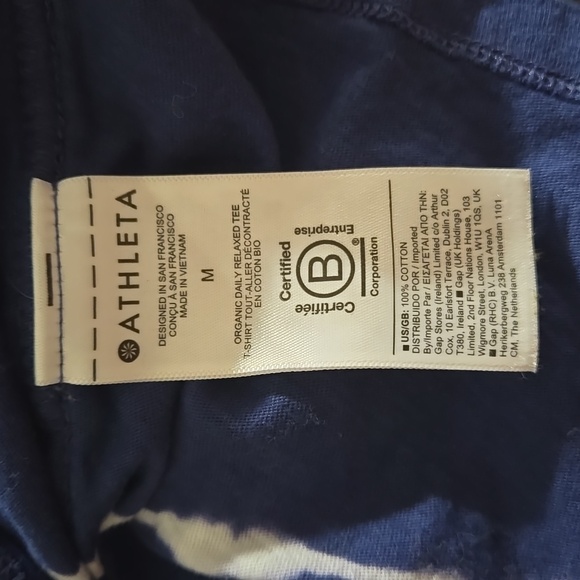 ATHLETA
DESIGNED IN SAN FRANCISCO
CONÇU À SAN FRANCISCO
MADE IN VIETNAM
M
ORGANIC DAILY RELAXED TEE
T-SHIRT TOUT-ALLER DÉCONTRACTÉ
EN COTON BIO
Certified
Certifiée
B
®
Entreprise
Corporation
■ US/GB: 100% COTTON
DISTRIBUIDO POR / Imported
By/Importe Par / ΕΙΣΑΓΕΤΑΙ ΑΠΟ ΤΗΝ:
Gap Stores (Ireland) Limited c/o Arthur
Cox, 10 Earlsfort Terrace, Dublin 2, D02
T380, Ireland ■ Gap (UK Holdings)
Limited, 2nd Floor Nations House, 103
Wigmore Street, London, W1U 1QS, UK
■ Gap (RHC) B.V. Luna ArenA
Herikerbergweg 238 Amsterdam 1101
CM, The Netherlands